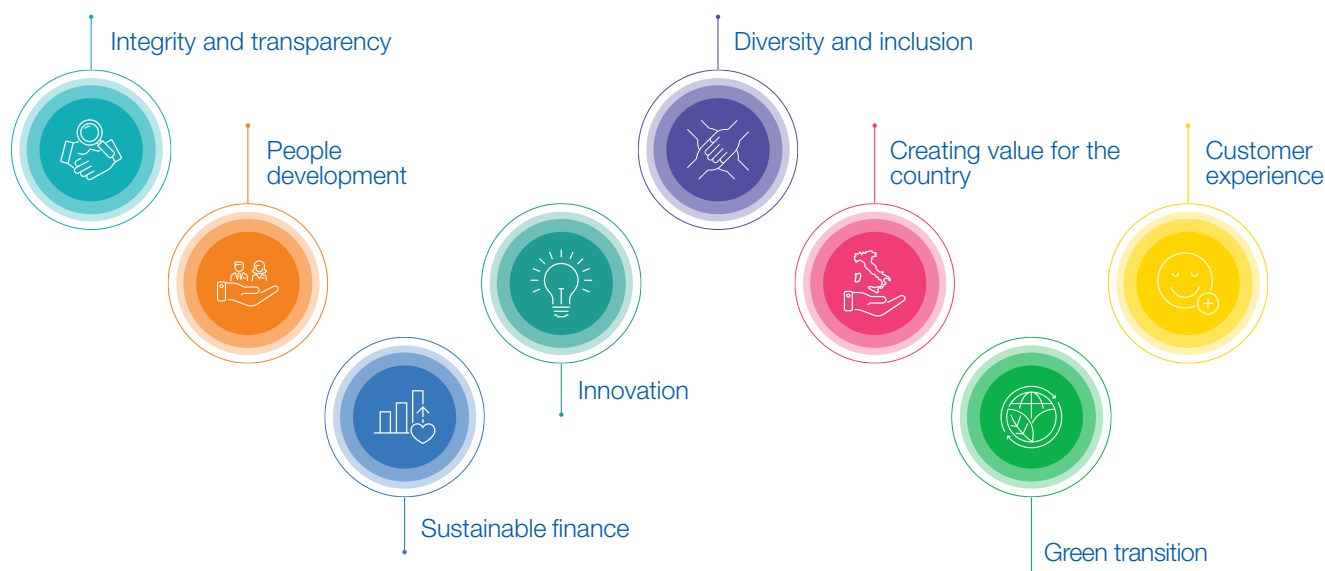 Integrity and transparency
People
development
Sustainable finance
Innovation
Diversity and inclusion
Creating value for the
country
Green transition
Customer
experience